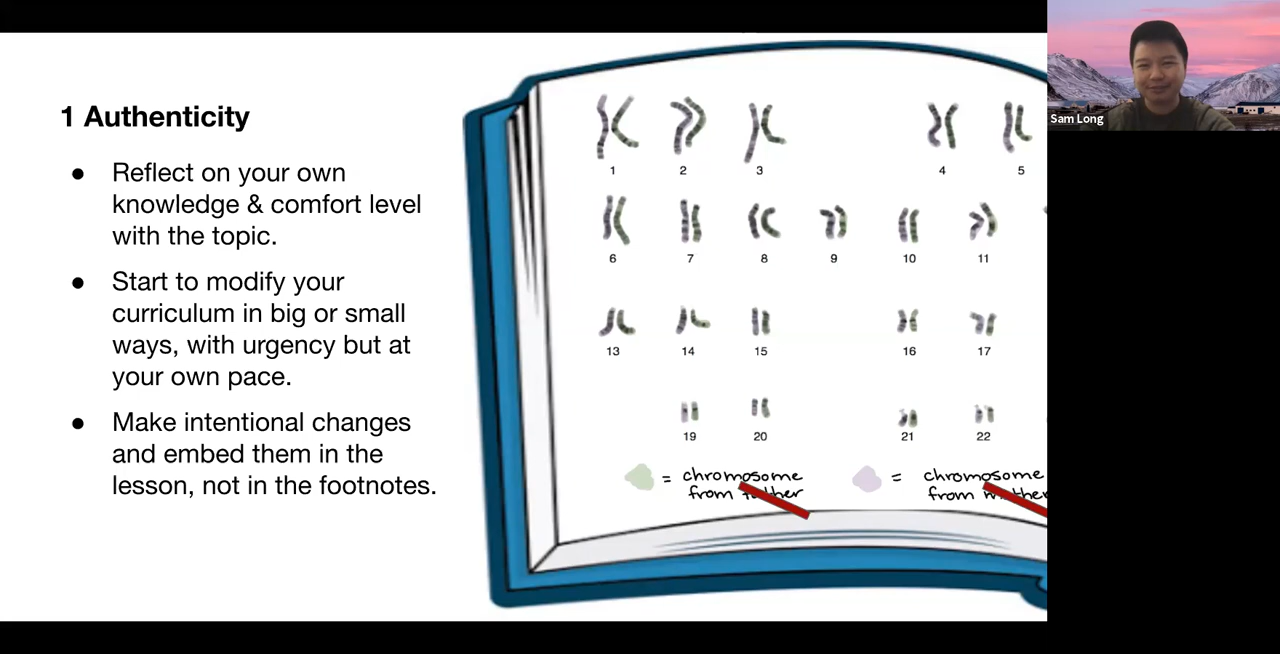 1 Authenticity
● Reflect on your own
knowledge & comfort level
with the topic.
● Start to modify your
curriculum in big or small
ways, with urgency but at
your own pace.
● Make intentional changes
and embed them in the
lesson, not in the footnotes.
1 2 3 4 5
6 7 8 9 10 11
13 14 15 16 17
19 20 21 22
= chromosome
from father
= chromosome
from mother
Sam Long